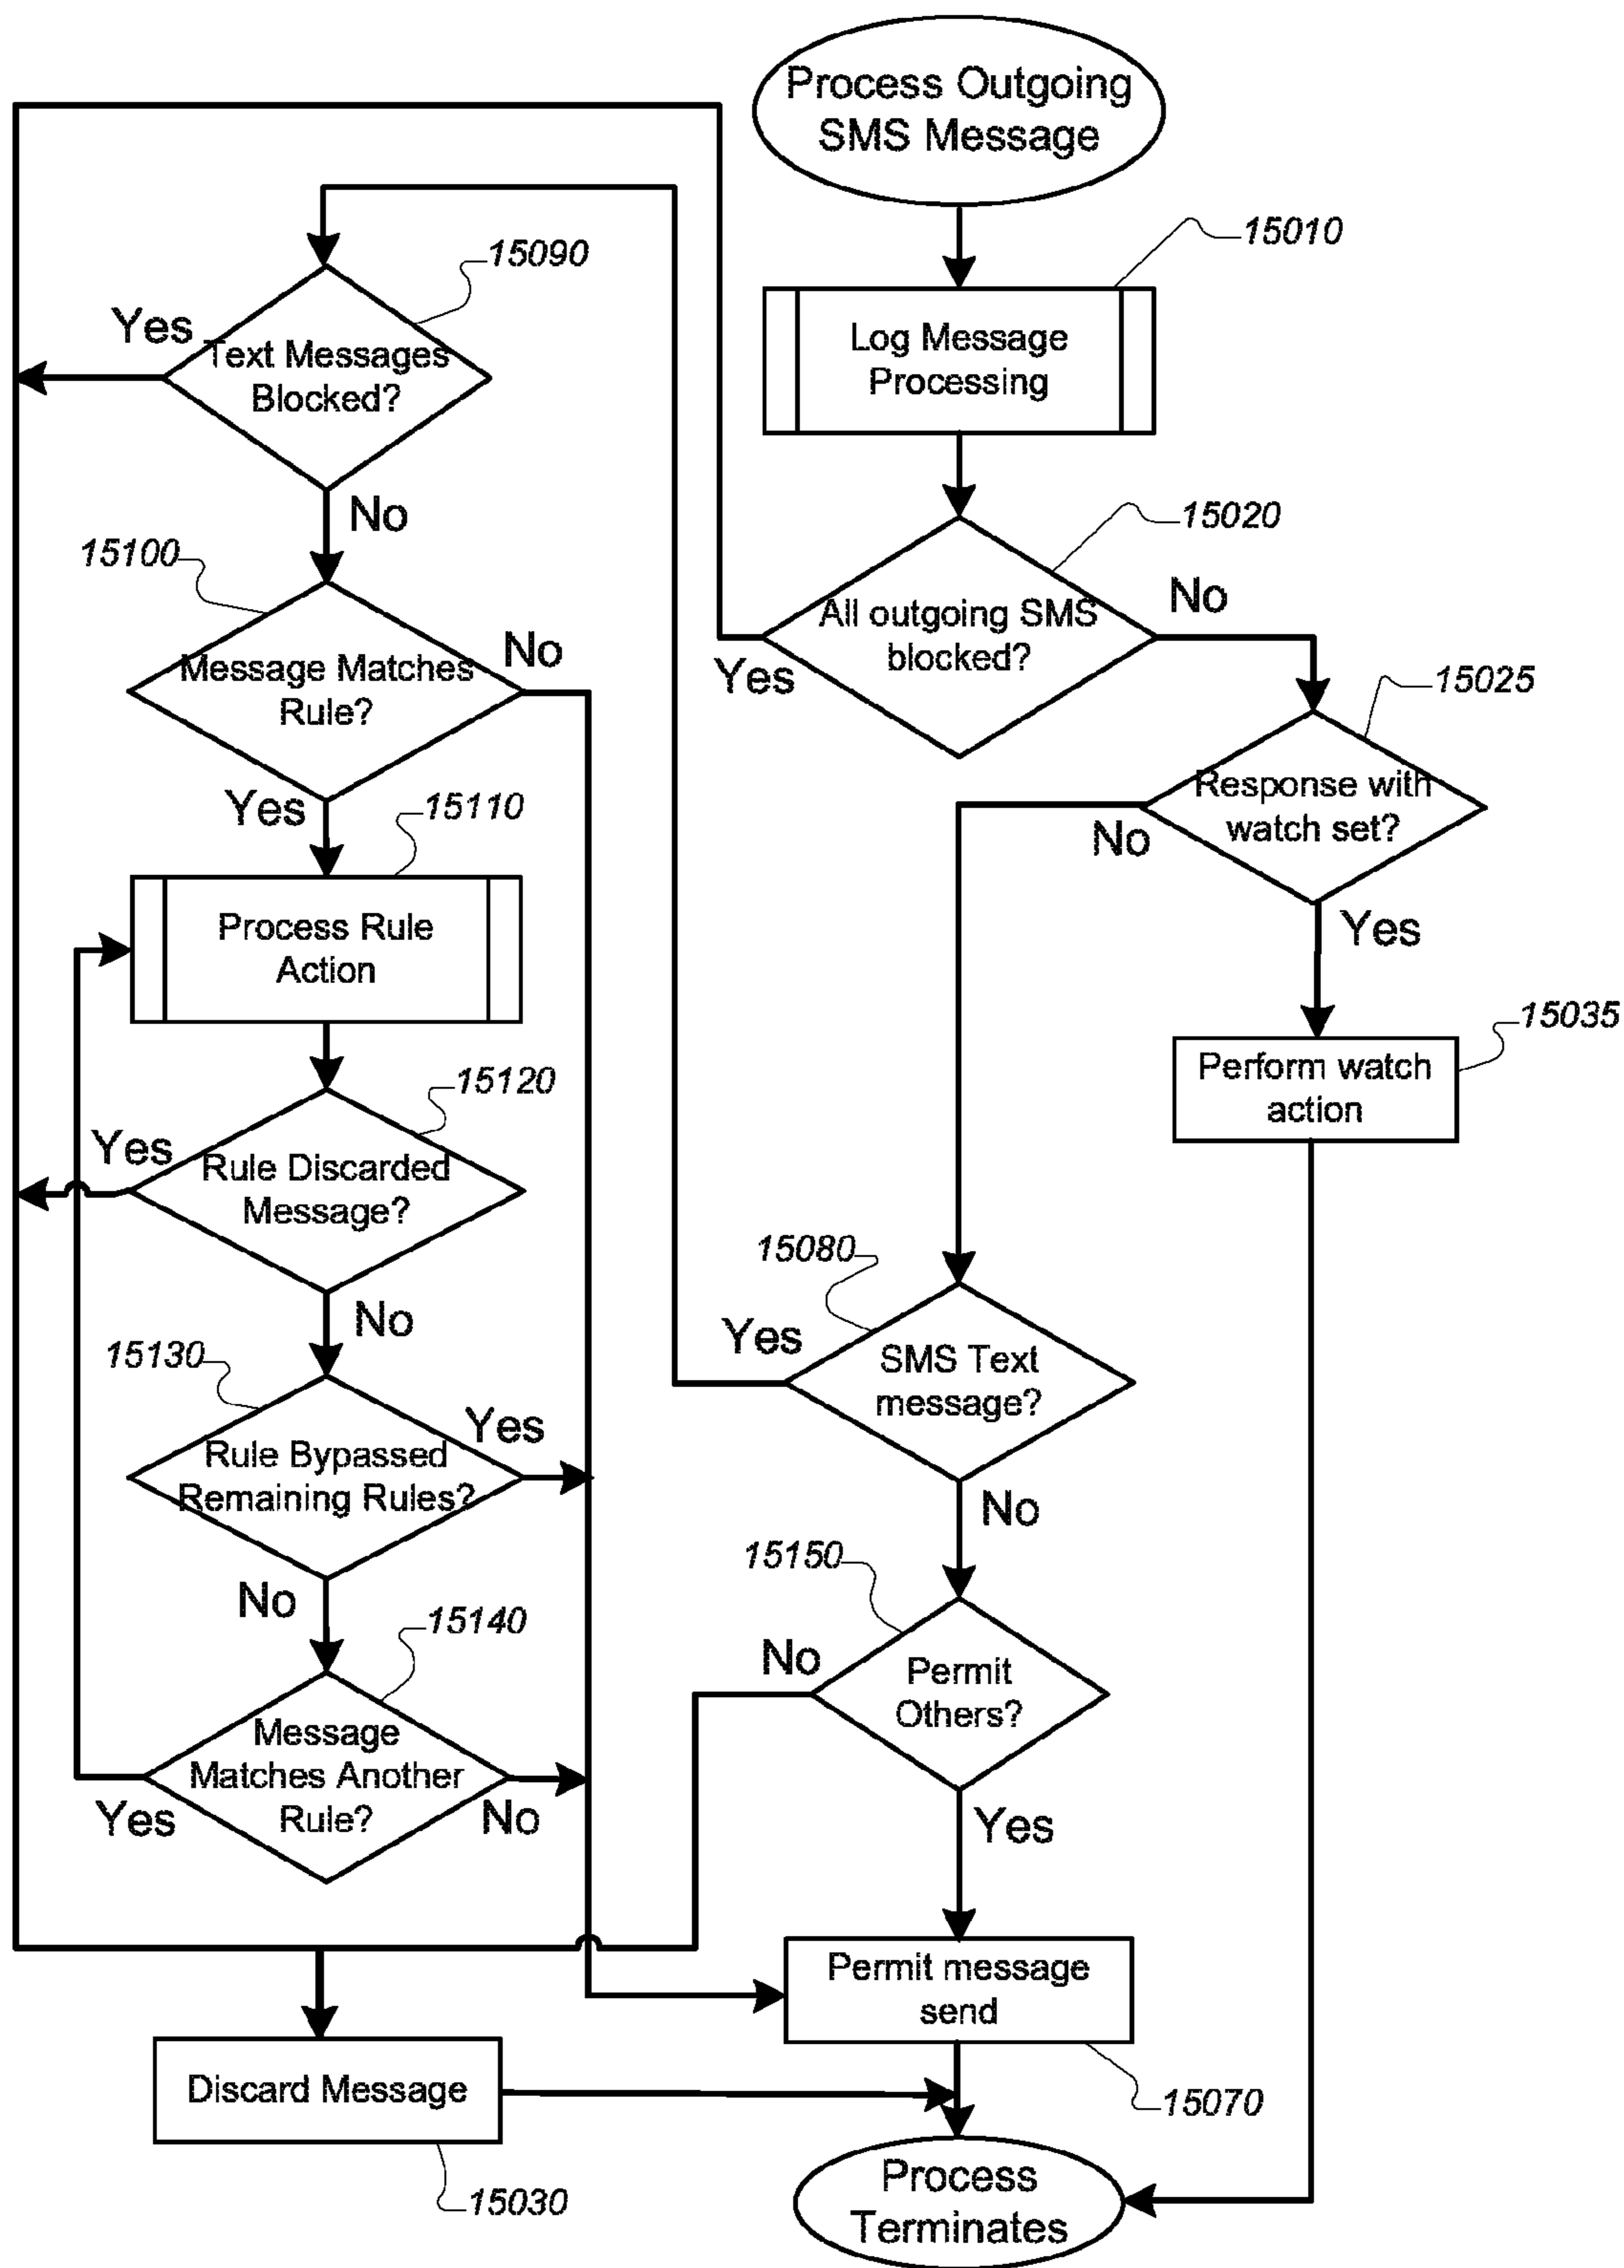 Process Outgoing
SMS Message
15010
Log Message
Processing
15020
All outgoing SMS
blocked?
Yes
No
15025
Response with
watch set?
No
Yes
15035
Perform watch
action
15080
SMS Text
message?
Yes
No
15090
Text Messages
Blocked?
Yes
No
15100
Message Matches
Rule?
No
Yes
15110
Process Rule
Action
15120
Rule Discarded
Message?
Yes
No
15130
Rule Bypassed
Remaining Rules?
Yes
No
15140
Message
Matches Another
Rule?
Yes
No
15150
Permit
Others?
No
Yes
Permit message
send
15070
Discard Message
15030
Process
Terminates